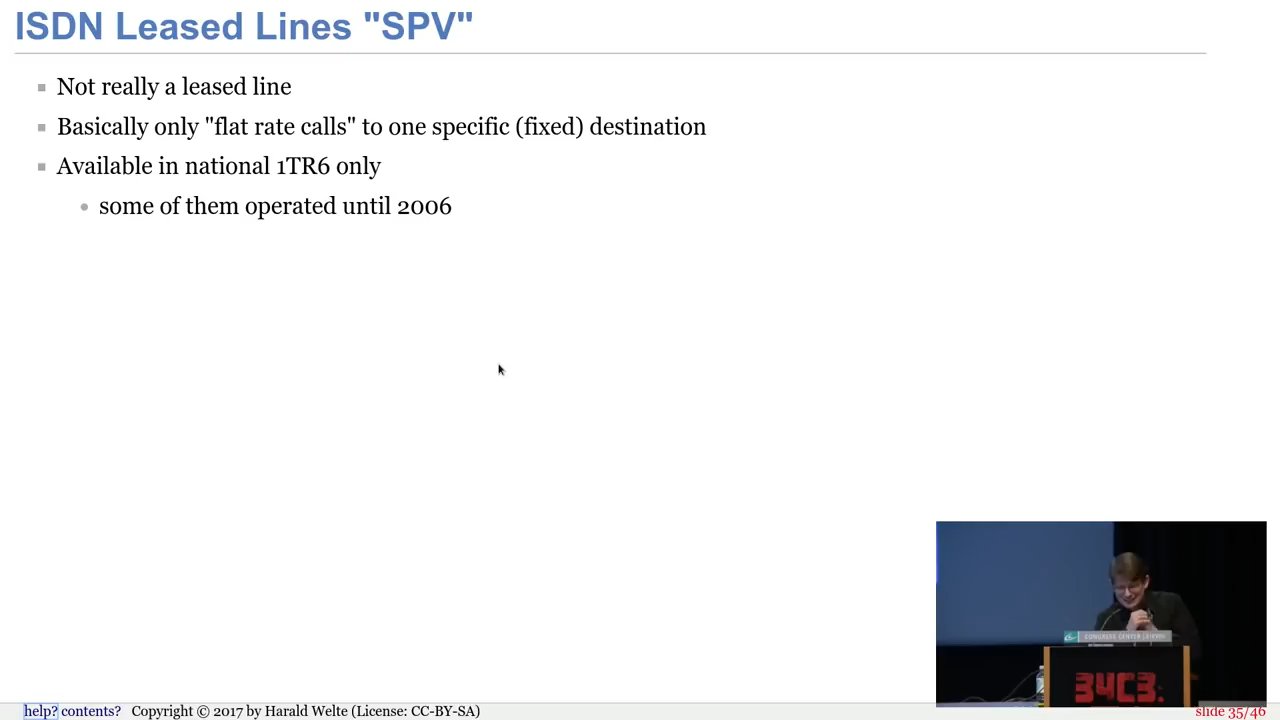 ISDN Leased Lines "SPV"
Not really a leased line
Basically only "flat rate calls" to one specific (fixed) destination
Available in national 1TR6 only
some of them operated until 2006
CONGRESS CENTER
34C3:
help? contents? Copyright © 2017 by Harald Welte (License: CC-BY-SA)
slide 35/46